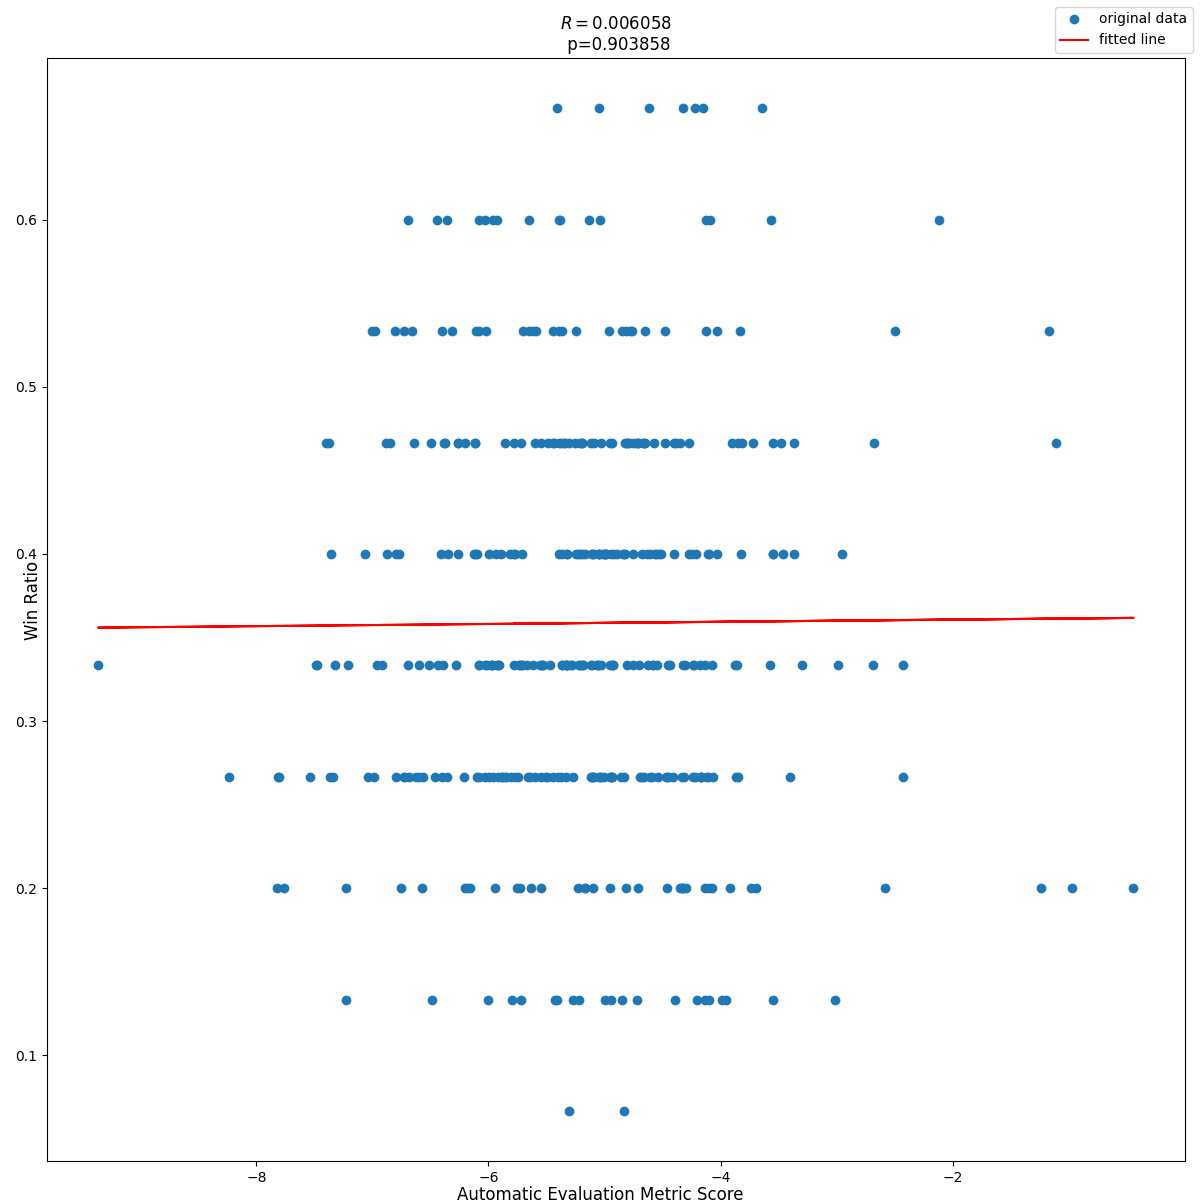 R = 0.006058
p=0.903858
original data
fitted line
0.6
0.5
0.4
0.3
0.2
0.1
Win Ratio
−8
−6
−4
−2
Automatic Evaluation Metric Score